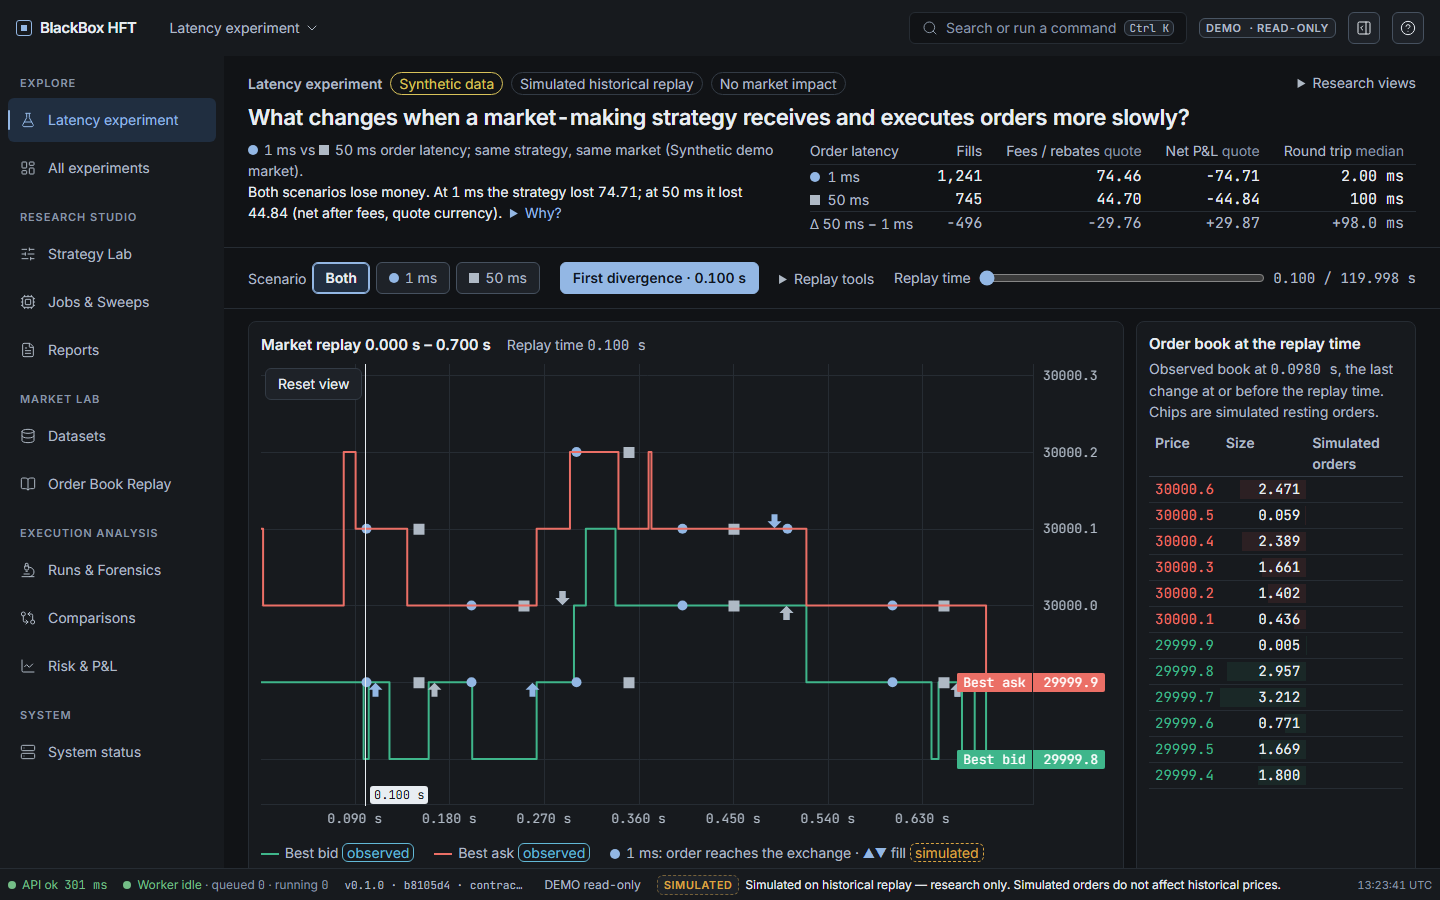 BlackBox HFT
Latency experiment
Search or run a command Ctrl K
DEMO · READ-ONLY
EXPLORE
Latency experiment
All experiments
RESEARCH STUDIO
Strategy Lab
Jobs & Sweeps
Reports
MARKET LAB
Datasets
Order Book Replay
EXECUTION ANALYSIS
Runs & Forensics
Comparisons
Risk & P&L
SYSTEM
System status
Latency experiment Synthetic data Simulated historical replay No market impact
Research views
What changes when a market-making strategy receives and executes orders more slowly?
1 ms vs 50 ms order latency; same strategy, same market (Synthetic demo
market).
Both scenarios lose money. At 1 ms the strategy lost 74.71; at 50 ms it lost
44.84 (net after fees, quote currency). Why?
Order latency Fills Fees / rebates quote Net P&L quote Round trip median
1 ms 1,241 74.46 -74.71 2.00 ms
50 ms 745 44.70 -44.84 100 ms
Δ 50 ms − 1 ms -496 -29.76 +29.87 +98.0 ms
Scenario Both 1 ms 50 ms First divergence · 0.100 s Replay tools Replay time 0.100 / 119.998 s
Market replay 0.000 s – 0.700 s Replay time 0.100 s
Reset view
30000.3
30000.2
30000.1
30000.0
Best ask 29999.9
Best bid 29999.8
0.100 s
0.090 s 0.180 s 0.270 s 0.360 s 0.450 s 0.540 s 0.630 s
Best bid observed Best ask observed 1 ms: order reaches the exchange · ▲▼ fill simulated
Order book at the replay time
Observed book at 0.0980 s, the last
change at or before the replay time.
Chips are simulated resting orders.
Price Size Simulated
orders
30000.6 2.471
30000.5 0.059
30000.4 2.389
30000.3 1.661
30000.2 1.402
30000.1 0.436
29999.9 0.005
29999.8 2.957
29999.7 3.212
29999.6 0.771
29999.5 1.669
29999.4 1.800
API ok 301 ms Worker idle · queued 0 · running 0 v0.1.0 · b8105d4 · contrac… DEMO read-only SIMULATED Simulated on historical replay — research only. Simulated orders do not affect historical prices. 13:23:41 UTC